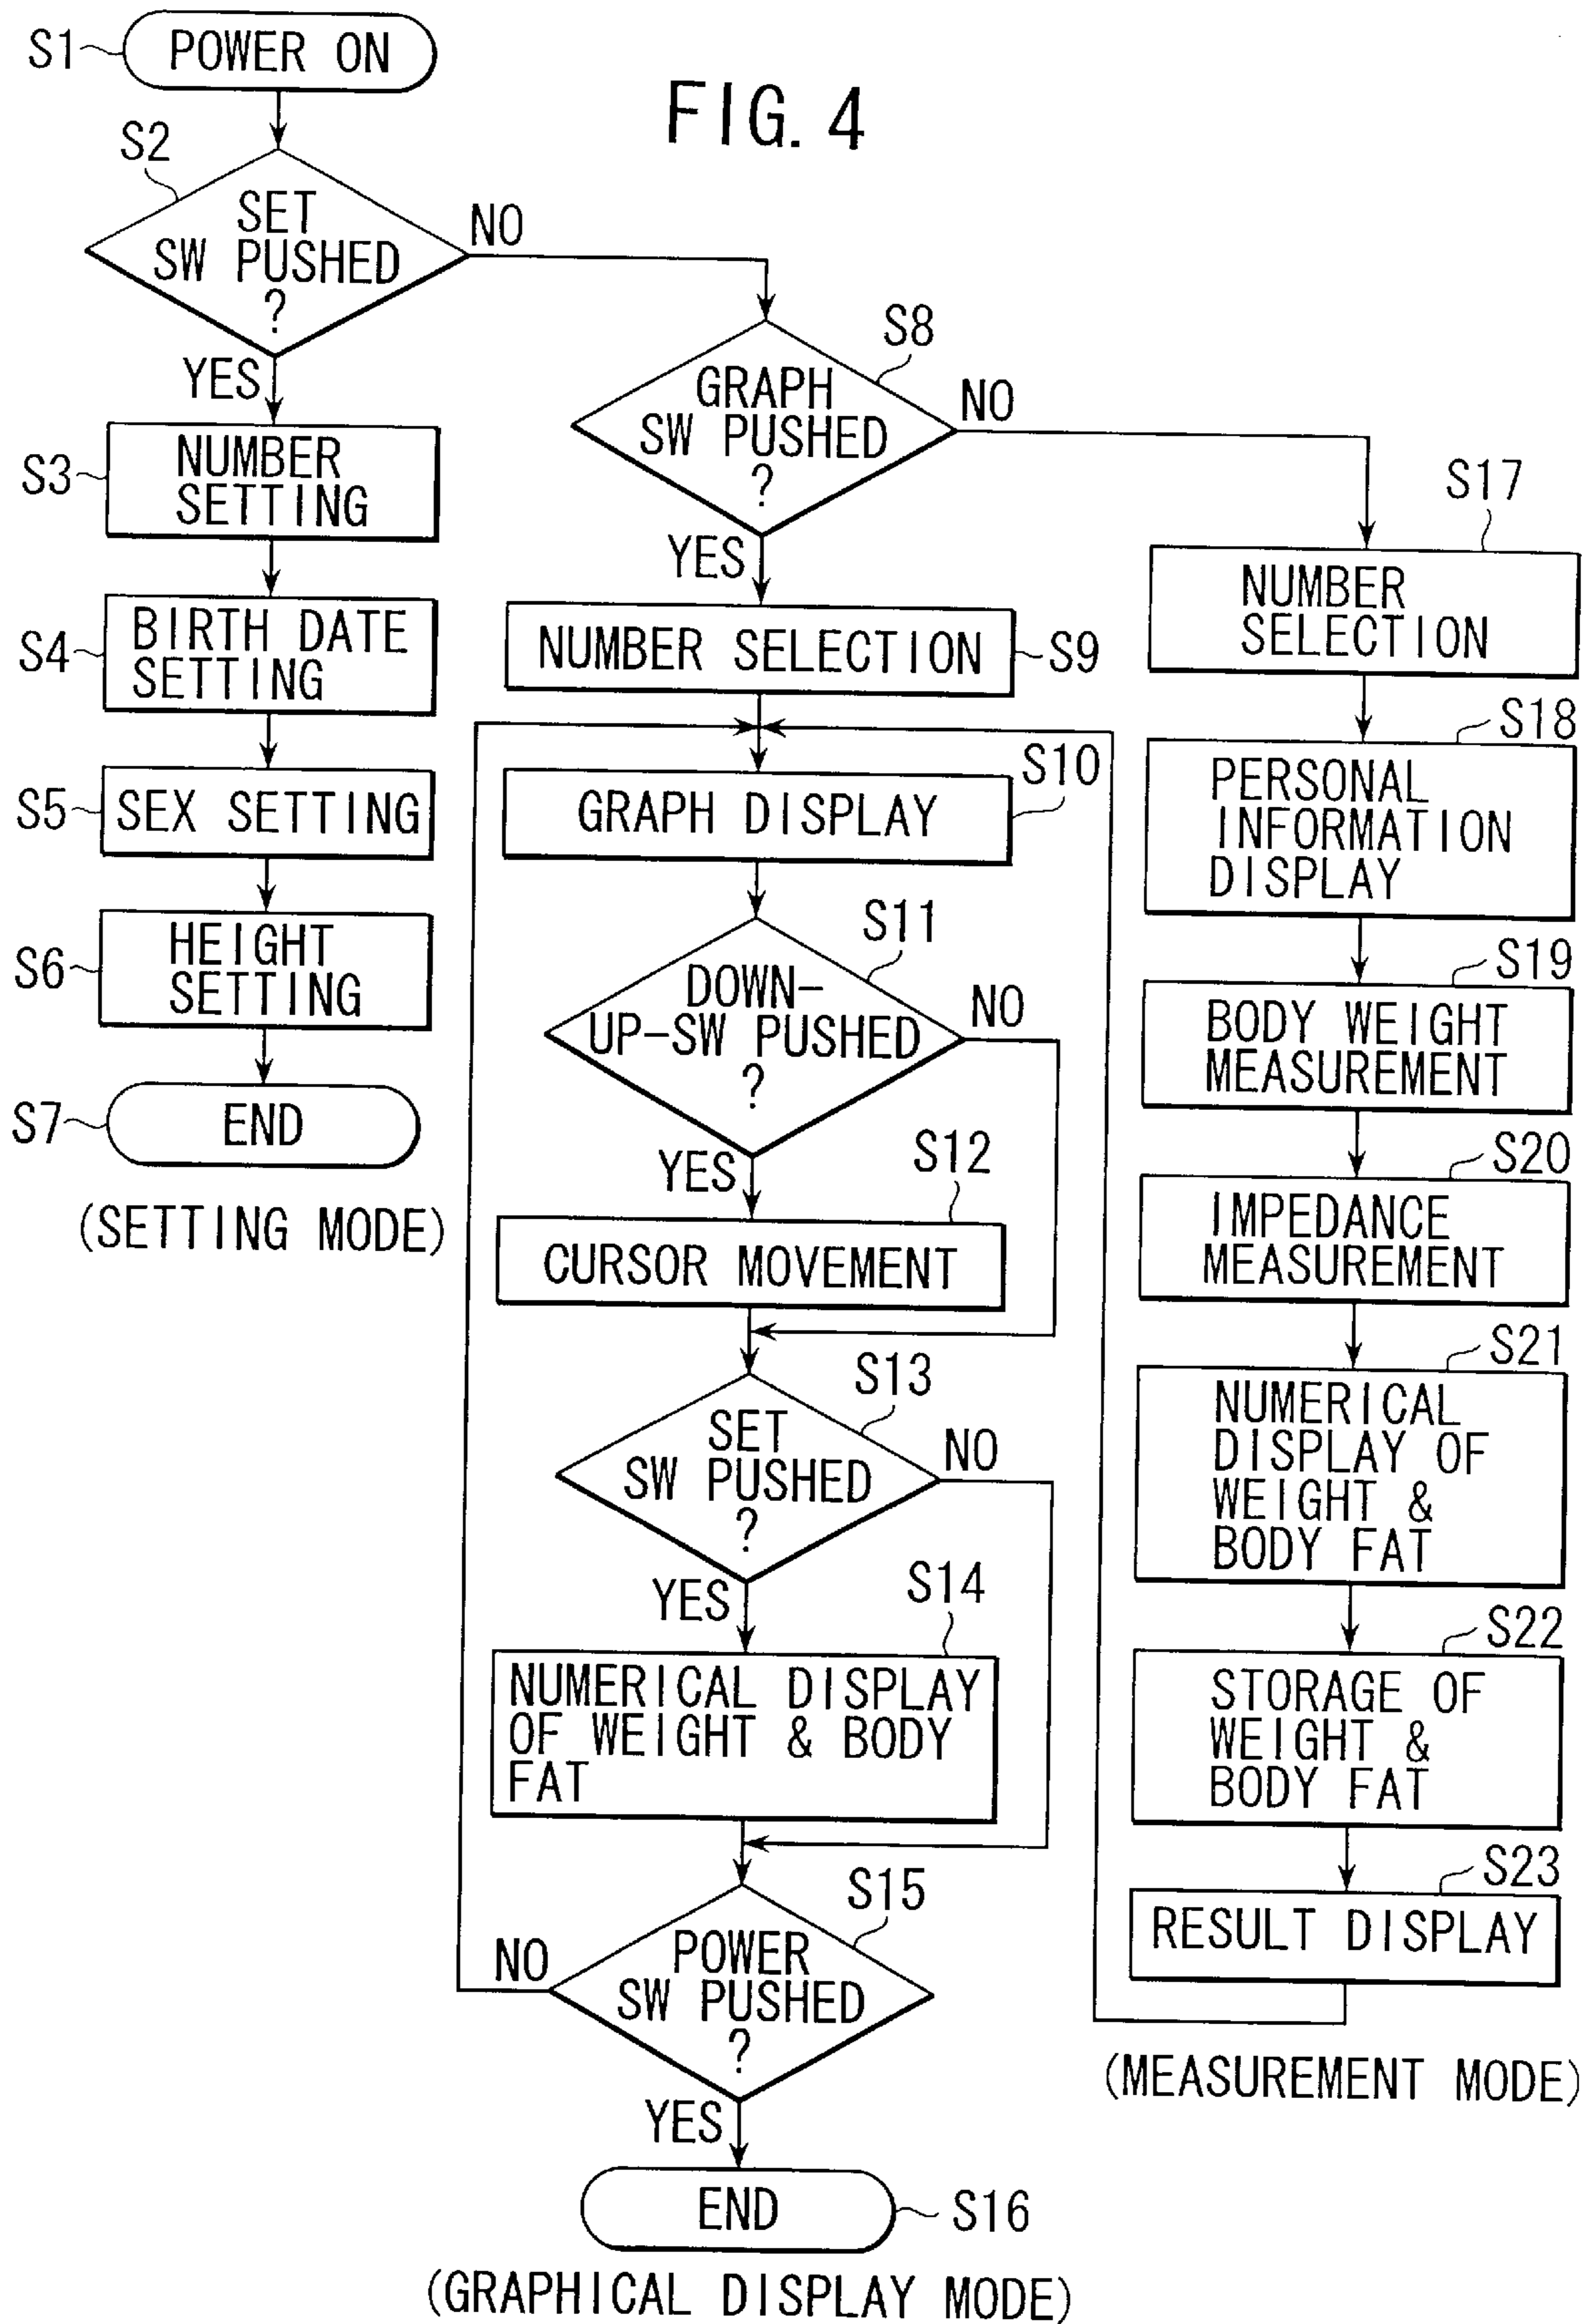 FIG. 4
S1
POWER ON
S2
SET
SW PUSHED
?
NO
YES
S3
NUMBER
SETTING
S4
BIRTH DATE
SETTING
S5
SEX SETTING
S6
HEIGHT
SETTING
S7
END
(SETTING MODE)
S8
GRAPH
SW PUSHED
?
NO
YES
NUMBER SELECTION
S9
S10
GRAPH DISPLAY
S11
DOWN-
UP-SW PUSHED
?
NO
YES
S12
CURSOR MOVEMENT
S13
SET
SW PUSHED
?
NO
YES
S14
NUMERICAL DISPLAY
OF WEIGHT & BODY
FAT
S15
POWER
SW PUSHED
?
NO
YES
END
S16
(GRAPHICAL DISPLAY MODE)
S17
NUMBER
SELECTION
S18
PERSONAL
INFORMATION
DISPLAY
S19
BODY WEIGHT
MEASUREMENT
S20
IMPEDANCE
MEASUREMENT
S21
NUMERICAL
DISPLAY OF
WEIGHT &
BODY FAT
S22
STORAGE OF
WEIGHT &
BODY FAT
S23
RESULT DISPLAY
(MEASUREMENT MODE)